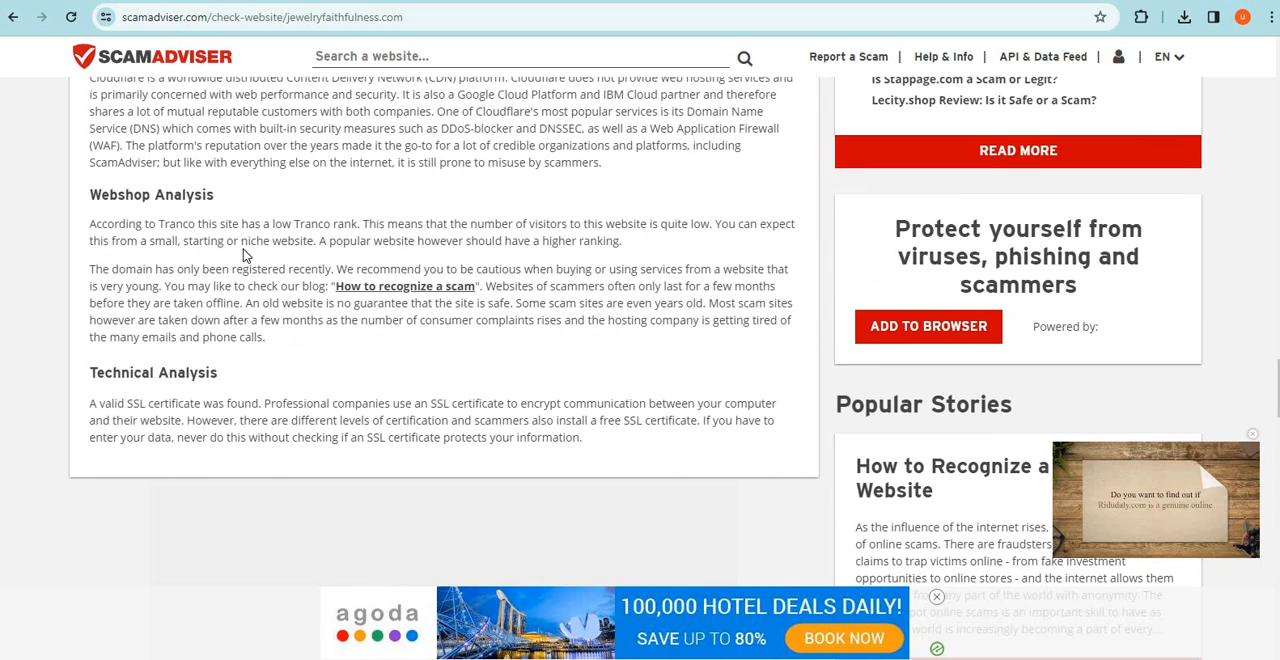 scamadviser.com/check-website/jewelryfaithfulness.com
u
SCAMADVISER
Search a website...
Report a Scam | Help & Info | API & Data Feed | EN
Cloudflare is a worldwide distributed Content Delivery Network (CDN) platform. Cloudflare does not provide web hosting services and
is primarily concerned with web performance and security. It is also a Google Cloud Platform and IBM Cloud partner and therefore
shares a lot of mutual reputable customers with both companies. One of Cloudflare's most popular services is its Domain Name
Service (DNS) which comes with built-in security measures such as DDoS-blocker and DNSSEC, as well as a Web Application Firewall
(WAF). The platform's reputation over the years made it the go-to for a lot of credible organizations and platforms, including
ScamAdviser; but like with everything else on the internet, it is still prone to misuse by scammers.
Webshop Analysis
According to Tranco this site has a low Tranco rank. This means that the number of visitors to this website is quite low. You can expect
this from a small, starting or niche website. A popular website however should have a higher ranking.
The domain has only been registered recently. We recommend you to be cautious when buying or using services from a website that
is very young. You may like to check our blog: "How to recognize a scam". Websites of scammers often only last for a few months
before they are taken offline. An old website is no guarantee that the site is safe. Some scam sites are even years old. Most scam sites
however are taken down after a few months as the number of consumer complaints rises and the hosting company is getting tired of
the many emails and phone calls.
Technical Analysis
A valid SSL certificate was found. Professional companies use an SSL certificate to encrypt communication between your computer
and their website. However, there are different levels of certification and scammers also install a free SSL certificate. If you have to
enter your data, never do this without checking if an SSL certificate protects your information.
Is Stappage.com a Scam or Legit?
Lecity.shop Review: Is it Safe or a Scam?
READ MORE
Protect yourself from
viruses, phishing and
scammers
ADD TO BROWSER
Powered by:
Popular Stories
How to Recognize a
Website
As the influence of the internet rises,
of online scams. There are fraudsters
claims to trap victims online - from fake investment
opportunities to online stores - and the internet allows them
from any part of the world with anonymity. The
pot online scams is an important skill to have as
world is increasingly becoming a part of every...
Do you want to find out if
Ridudaly.com is a genuine online
agoda
100,000 HOTEL DEALS DAILY!
SAVE UP TO 80%
BOOK NOW